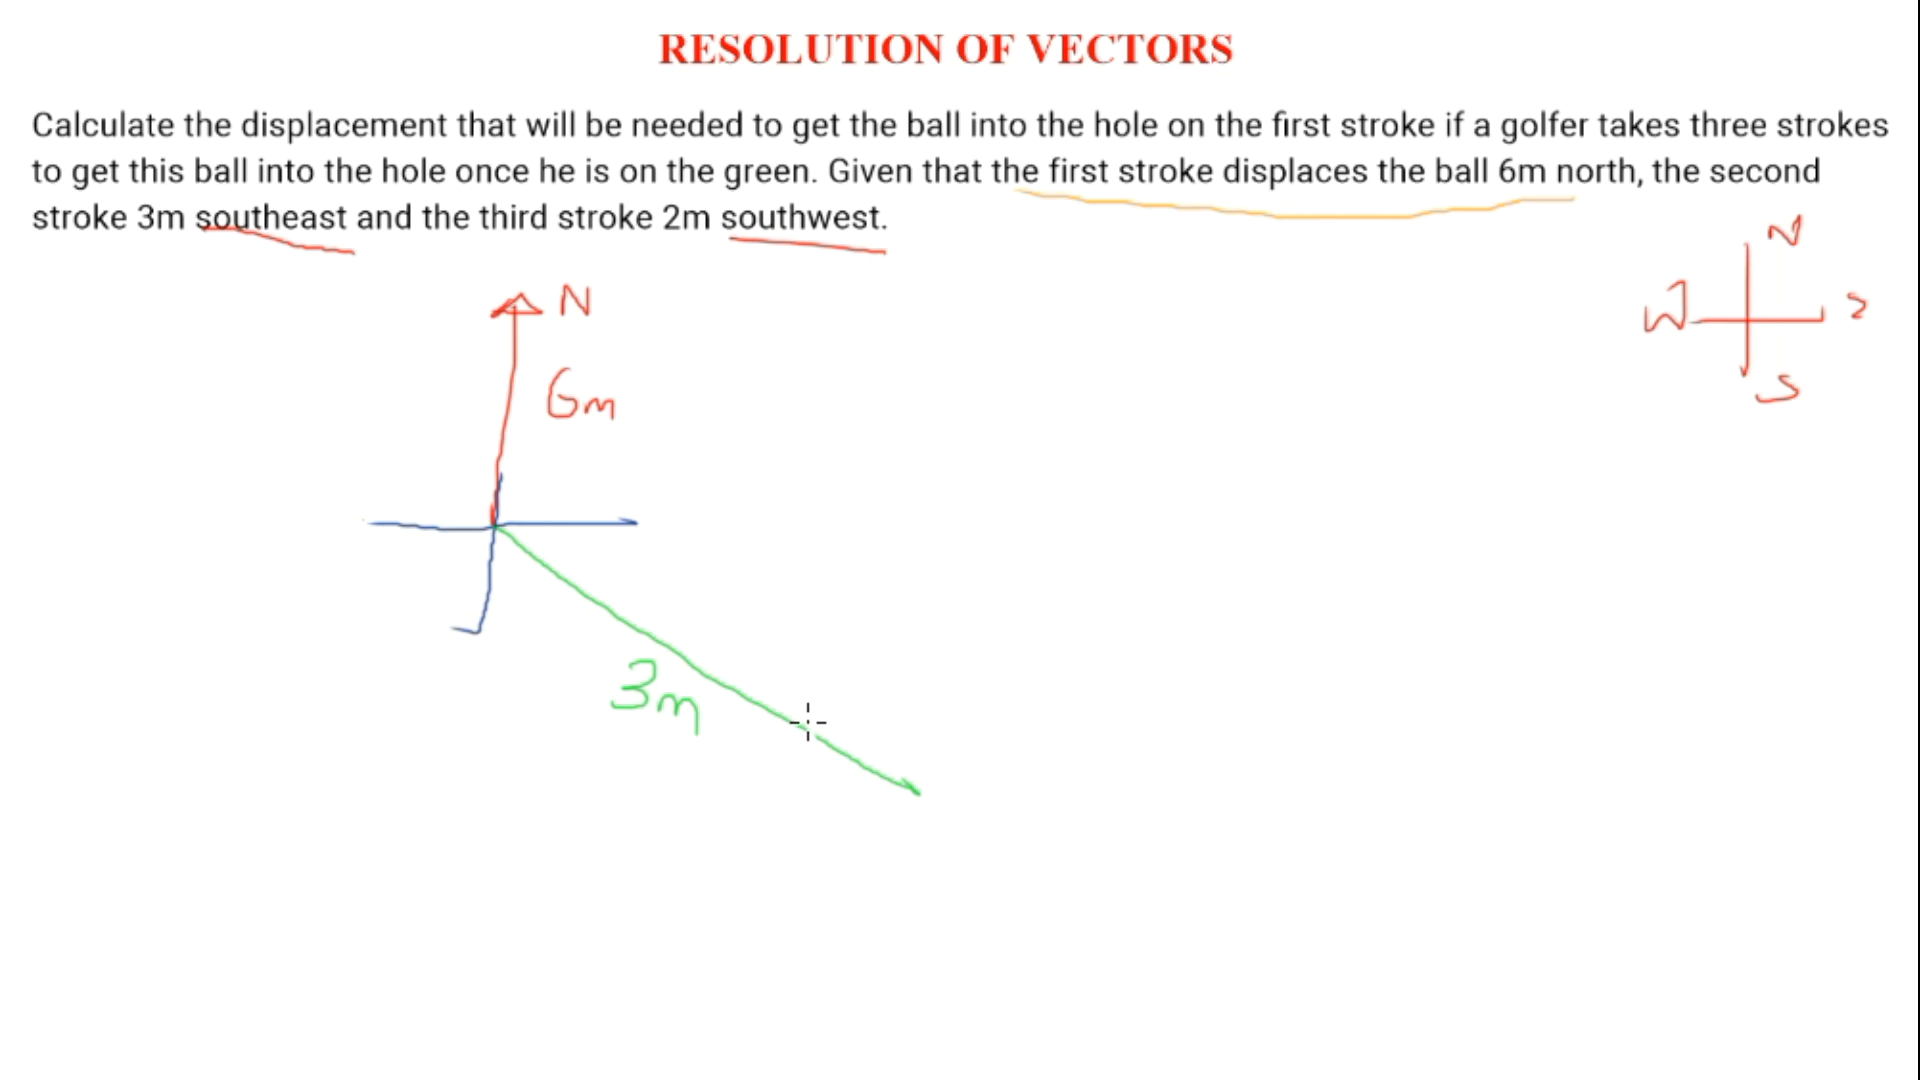 RESOLUTION OF VECTORS
Calculate the displacement that will be needed to get the ball into the hole on the first stroke if a golfer takes three strokes
to get this ball into the hole once he is on the green. Given that the first stroke displaces the ball 6m north, the second
stroke 3m southeast and the third stroke 2m southwest.
N
W
S
N
6m
3m